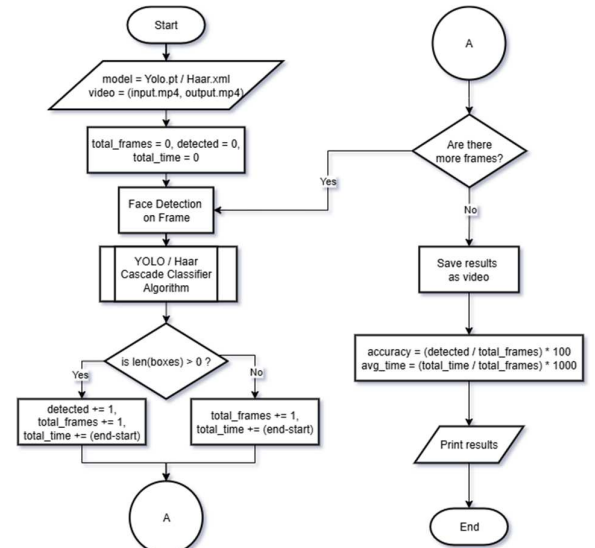 Start
model = Yolo.pt / Haar.xml
video = (input.mp4, output.mp4)
total_frames = 0, detected = 0,
total_time = 0
Face Detection
on Frame
YOLO / Haar
Cascade Classifier
Algorithm
is len(boxes) > 0 ?
Yes
No
detected += 1,
total_frames += 1,
total_time += (end-start)
total_frames += 1,
total_time += (end-start)
A
A
Are there
more frames?
Yes
No
Save results
as video
accuracy = (detected / total_frames) * 100
avg_time = (total_time / total_frames) * 1000
Print results
End